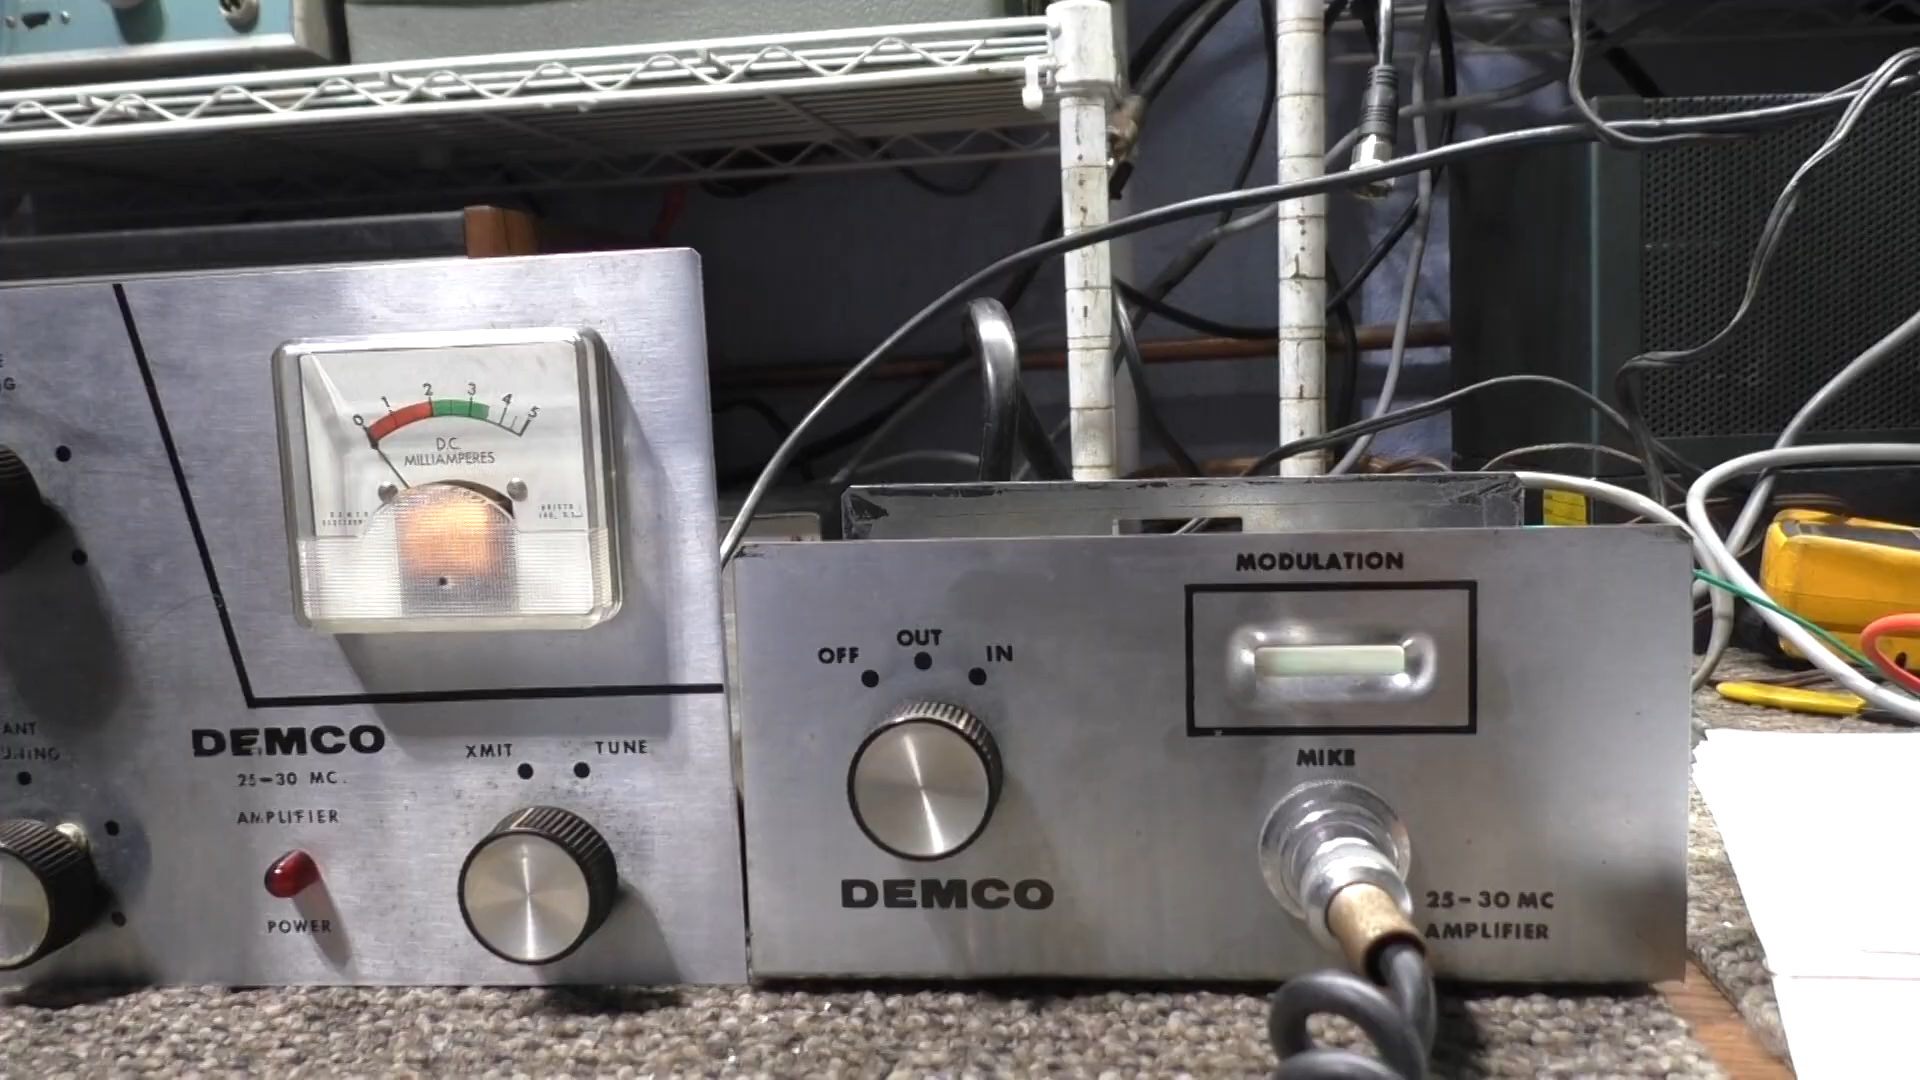 0 1 2 3 4 5
D.C.
MILLIAMPERES
DEMCO
25-30 MC.
AMPLIFIER
POWER
XMIT
TUNE
ANT
MODULATION
OFF
OUT
IN
MIKE
DEMCO
25-30 MC
AMPLIFIER